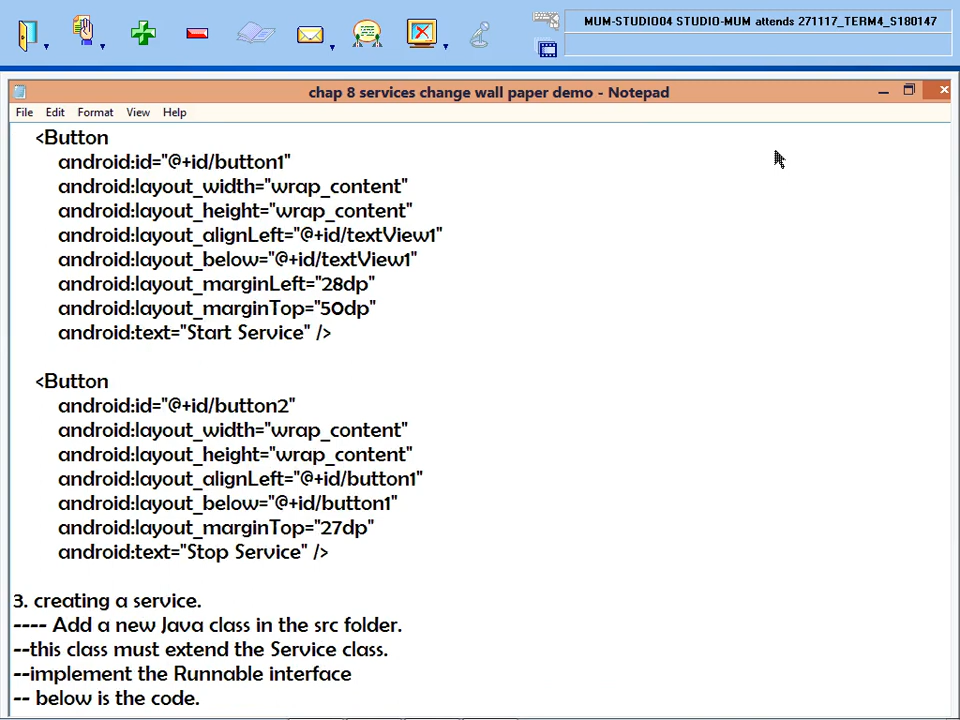 MUM-STUDIO04 STUDIO-MUM attends 271117_TERM4_S180147
chap 8 services change wall paper demo - Notepad
File Edit Format View Help
<Button
android:id="@+id/button1"
android:layout_width="wrap_content"
android:layout_height="wrap_content"
android:layout_alignLeft="@+id/textView1"
android:layout_below="@+id/textView1"
android:layout_marginLeft="28dp"
android:layout_marginTop="50dp"
android:text="Start Service" />
<Button
android:id="@+id/button2"
android:layout_width="wrap_content"
android:layout_height="wrap_content"
android:layout_alignLeft="@+id/button1"
android:layout_below="@+id/button1"
android:layout_marginTop="27dp"
android:text="Stop Service" />
3. creating a service.
---- Add a new Java class in the src folder.
--this class must extend the Service class.
--implement the Runnable interface
-- below is the code.